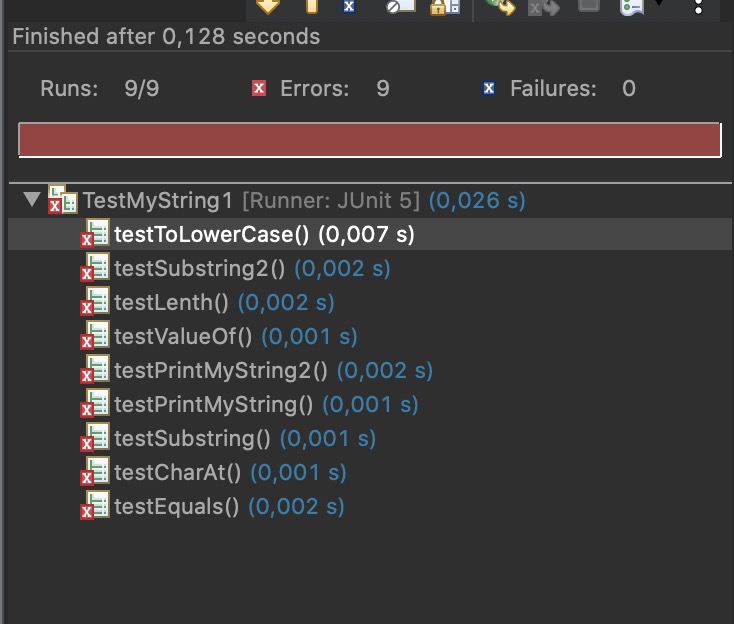 Finished after 0,128 seconds
Runs: 9/9 Errors: 9 Failures: 0
TestMyString1 [Runner: JUnit 5] (0,026 s)
testToLowerCase() (0,007 s)
testSubstring2() (0,002 s)
testLenth() (0,002 s)
testValueOf() (0,001 s)
testPrintMyString2() (0,002 s)
testPrintMyString() (0,001 s)
testSubstring() (0,001 s)
testCharAt() (0,001 s)
testEquals() (0,002 s)